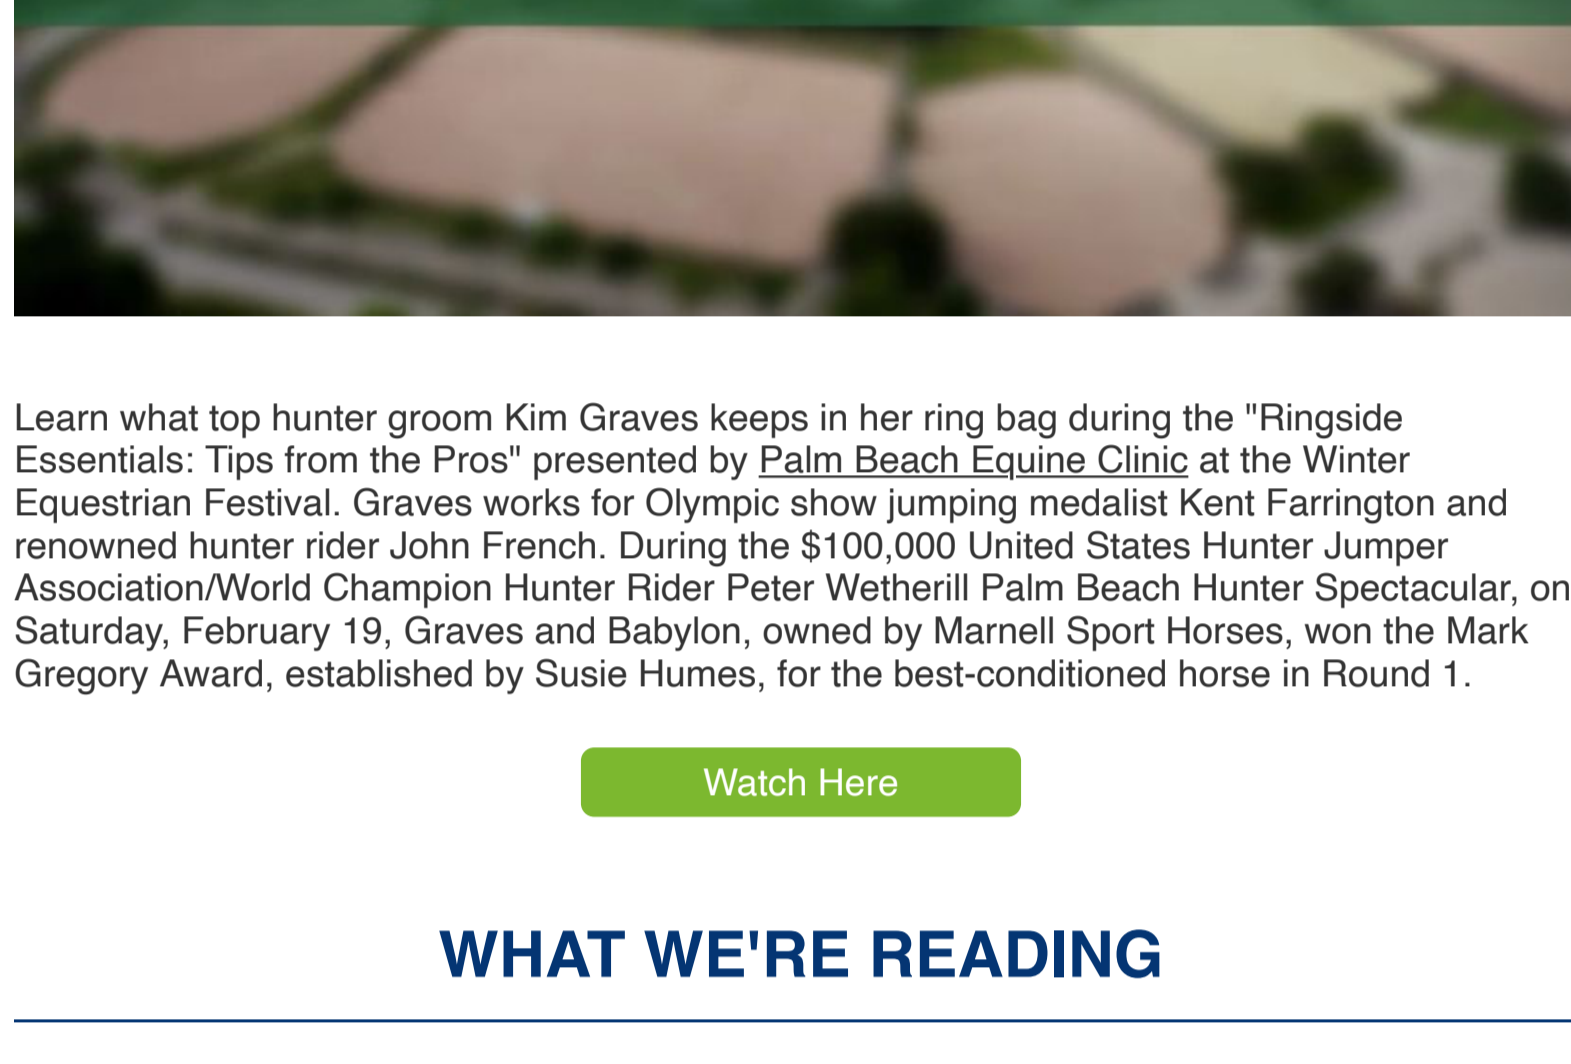 Learn what top hunter groom Kim Graves keeps in her ring bag during the "Ringside
Essentials: Tips from the Pros" presented by Palm Beach Equine Clinic at the Winter
Equestrian Festival. Graves works for Olympic show jumping medalist Kent Farrington and
renowned hunter rider John French. During the $100,000 United States Hunter Jumper
Association/World Champion Hunter Rider Peter Wetherill Palm Beach Hunter Spectacular, on
Saturday, February 19, Graves and Babylon, owned by Marnell Sport Horses, won the Mark
Gregory Award, established by Susie Humes, for the best-conditioned horse in Round 1.
Watch Here
WHAT WE'RE READING